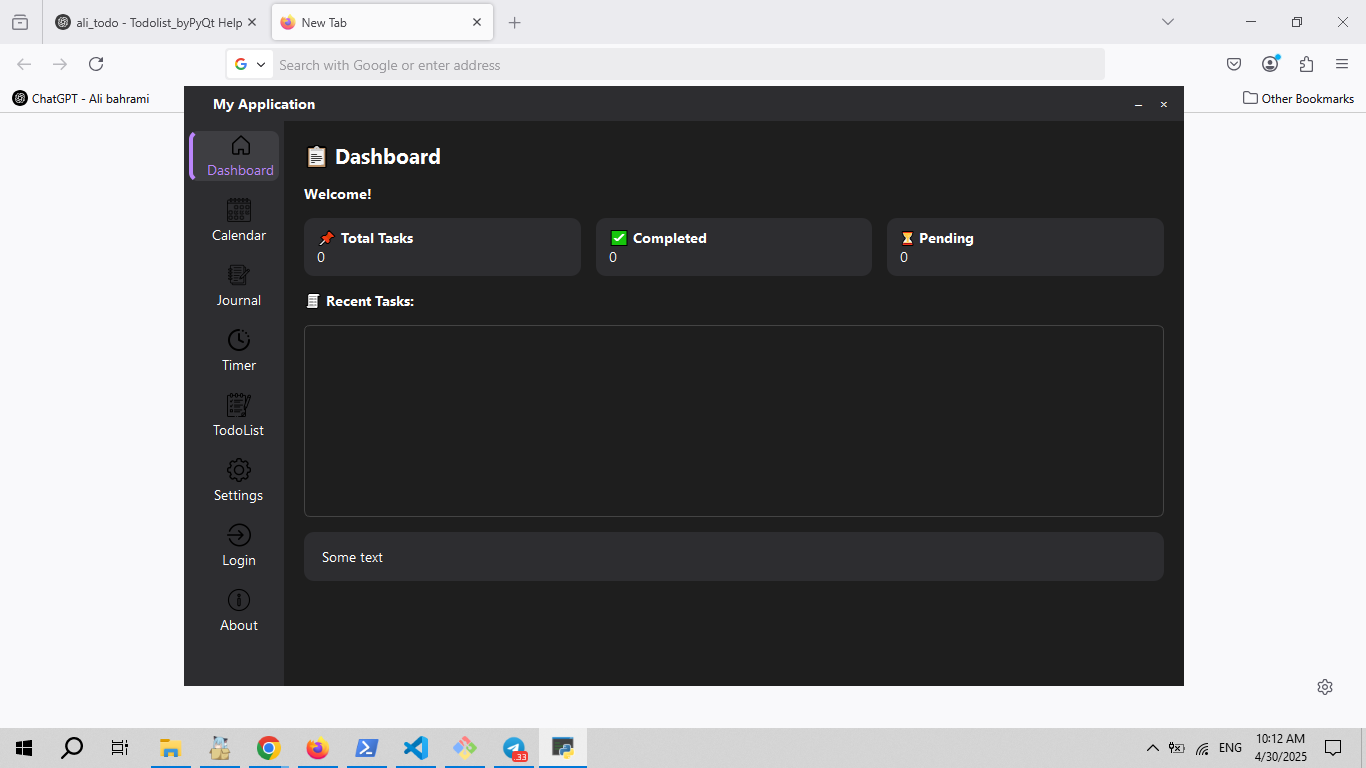 ali_todo - Todolist_byPyQt Help
New Tab
Search with Google or enter address
ChatGPT - Ali bahrami
Other Bookmarks
My Application
Dashboard
Calendar
Journal
Timer
TodoList
Settings
Login
About
Dashboard
Welcome!
Total Tasks
0
Completed
0
Pending
0
Recent Tasks:
Some text
33
ENG
10:12 AM
4/30/2025